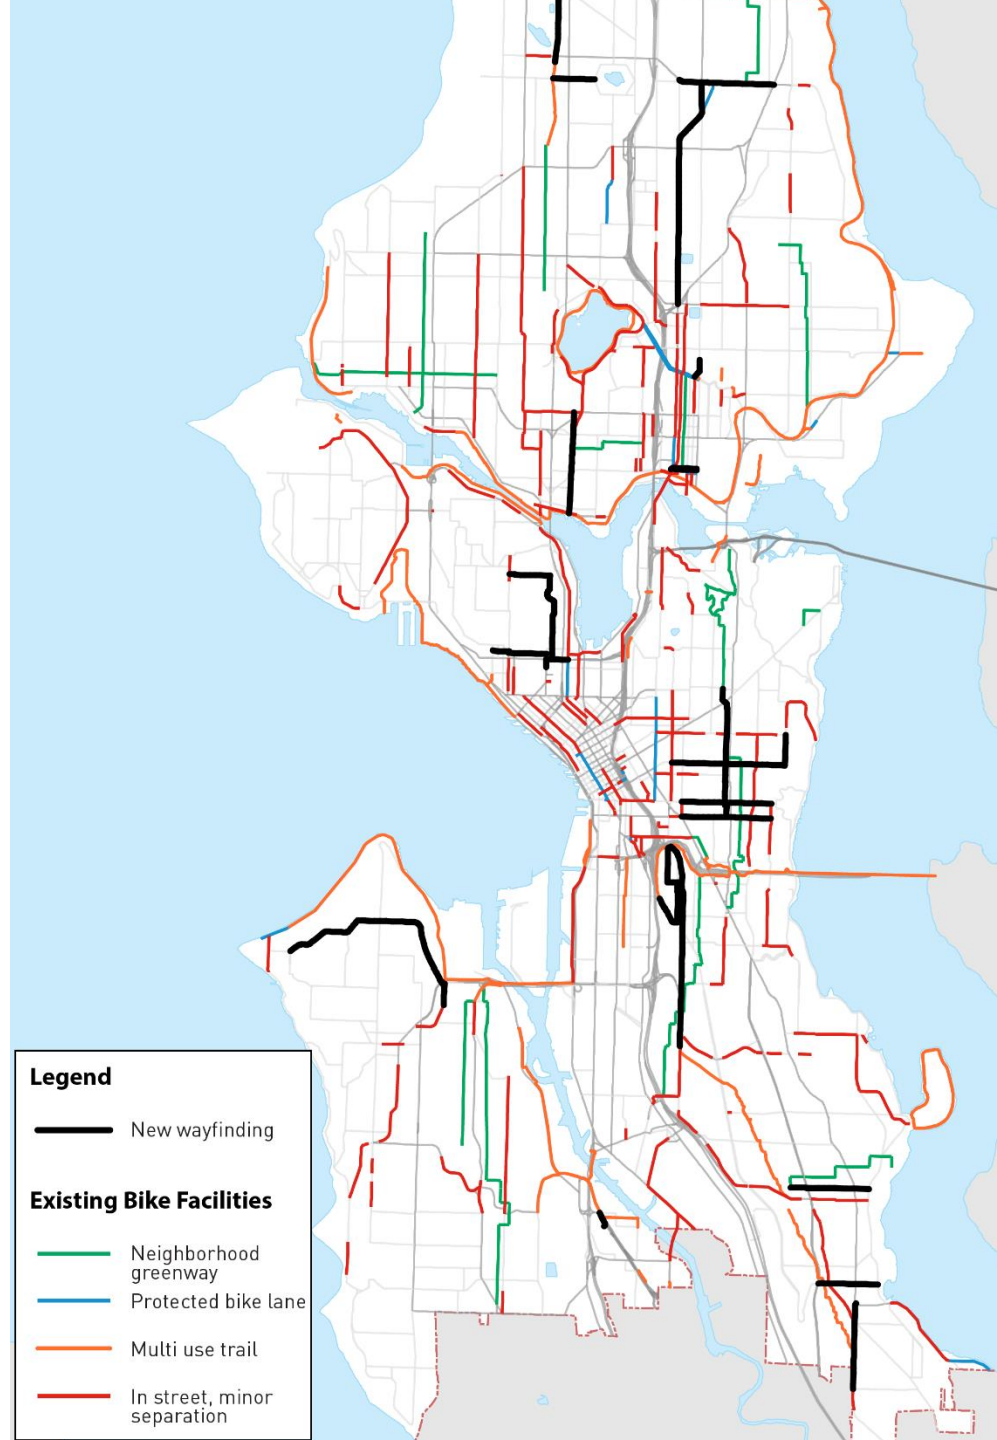 Legend
New wayfinding
Existing Bike Facilities
Neighborhood
greenway
Protected bike lane
Multi use trail
In street, minor
separation